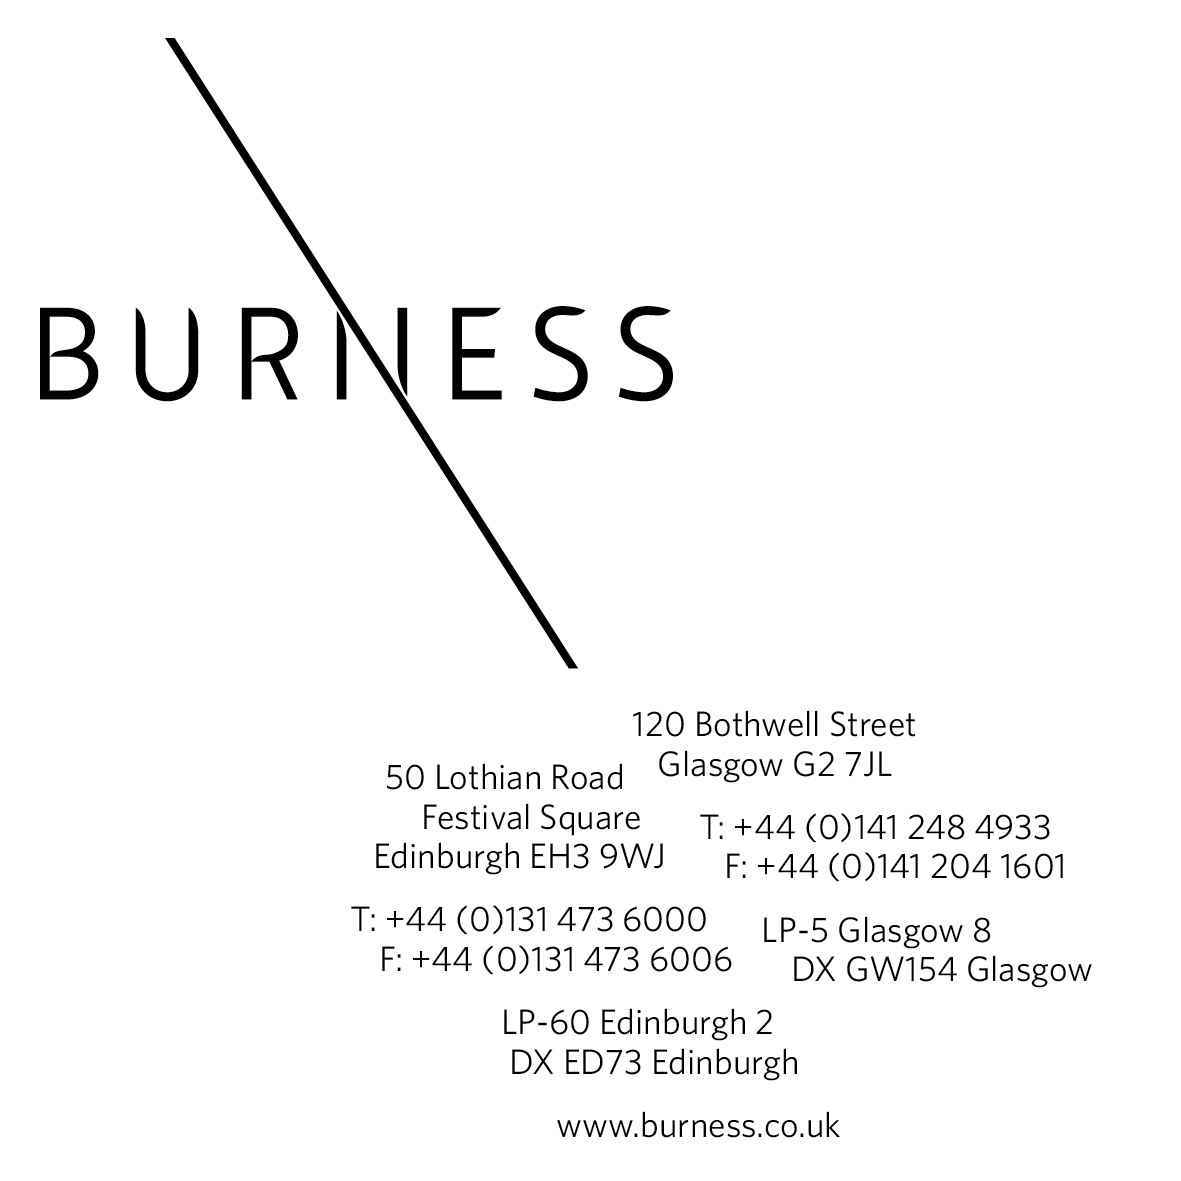 BURNESS
50 Lothian Road
Festival Square
Edinburgh EH3 9WJ
T: +44 (0)131 473 6000
F: +44 (0)131 473 6006
LP-60 Edinburgh 2
DX ED73 Edinburgh
120 Bothwell Street
Glasgow G2 7JL
T: +44 (0)141 248 4933
F: +44 (0)141 204 1601
LP-5 Glasgow 8
DX GW154 Glasgow
www.burness.co.uk